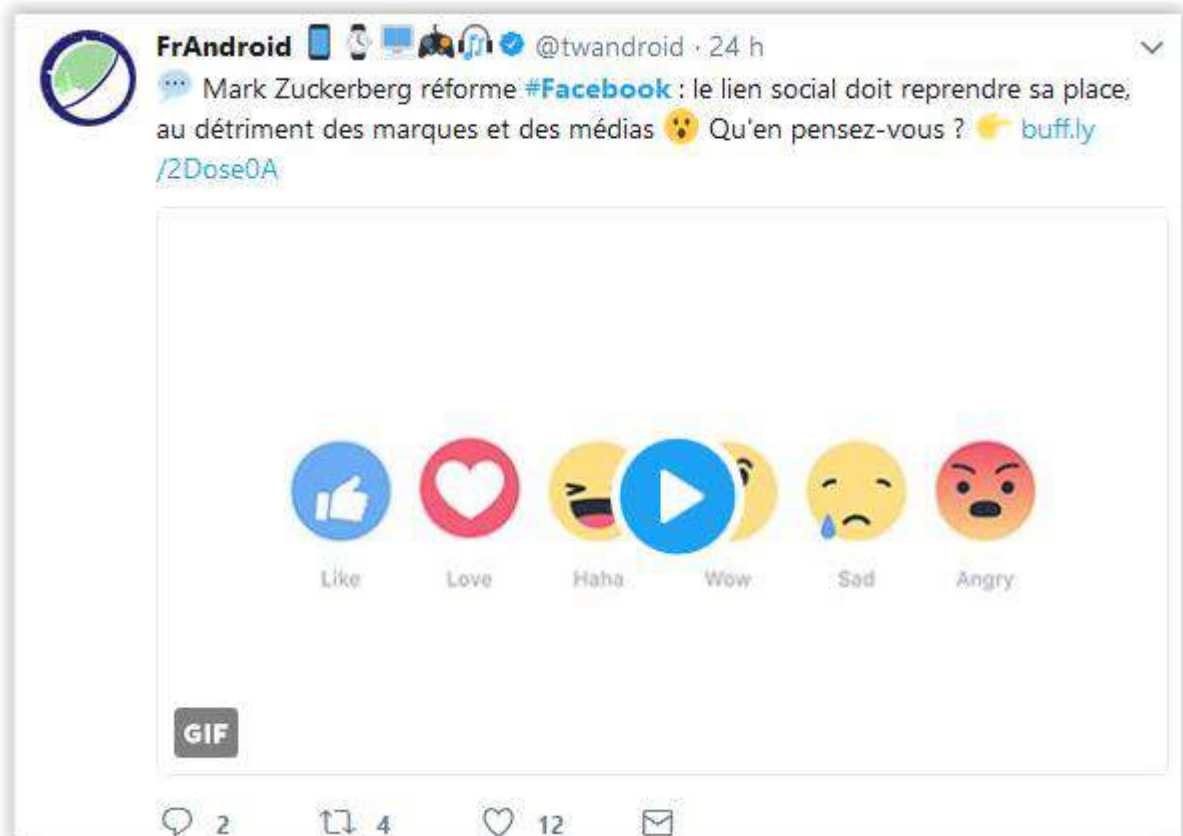 FrAndroid 📱 ⌚ 🖥️ 🎮 🎧 @twandroid · 24 h
💬 Mark Zuckerberg réforme #Facebook : le lien social doit reprendre sa place,
au détriment des marques et des médias 😮 Qu'en pensez-vous ? 👉 buff.ly
/2Dose0A
Like Love Haha Wow Sad Angry
GIF
2 4 12